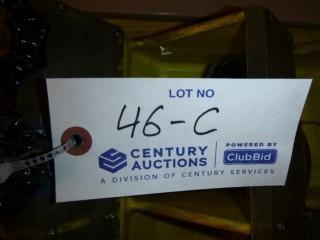 LOT NO
46-C
CENTURY AUCTIONS
POWERED BY
ClubBid
A DIVISION OF CENTURY SERVICES